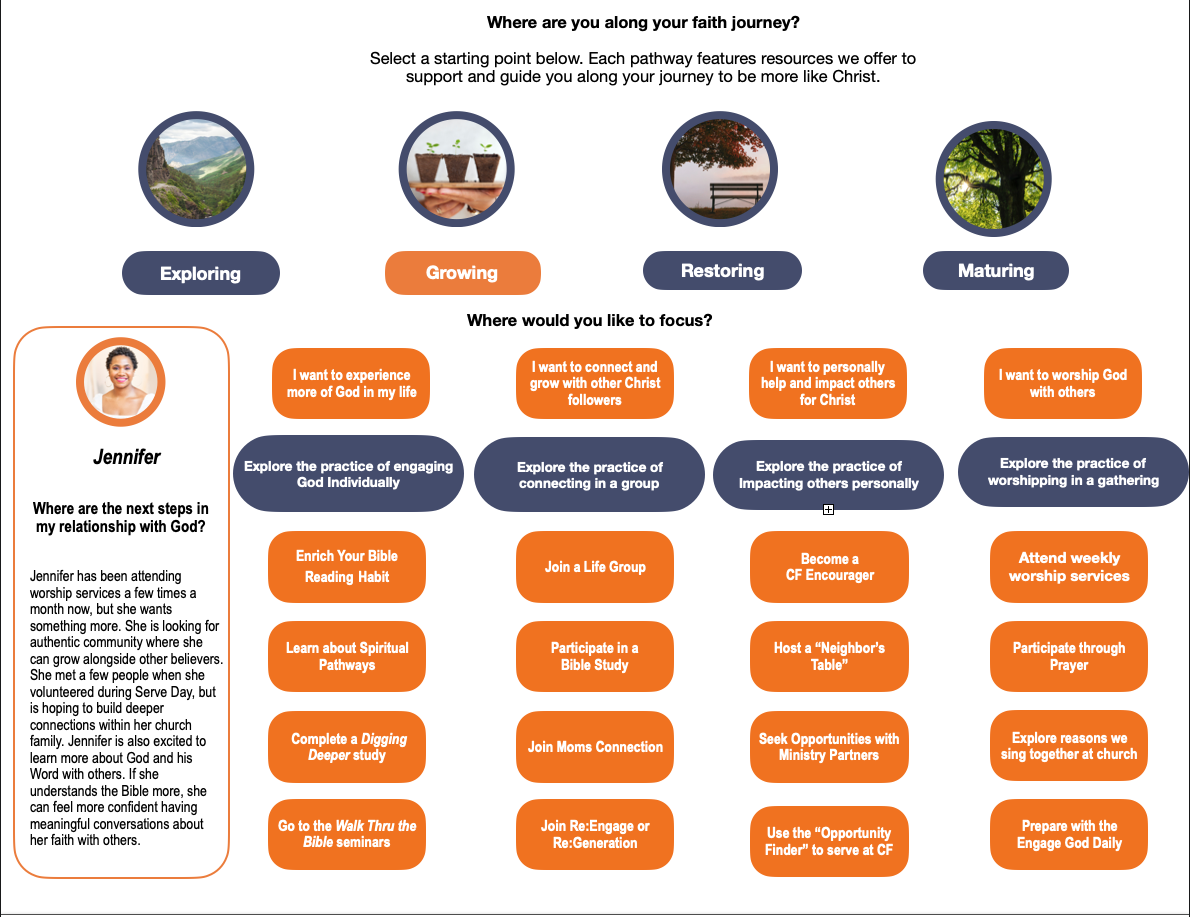 Where are you along your faith journey?
Select a starting point below. Each pathway features resources we offer to
support and guide you along your journey to be more like Christ.
Exploring
Growing
Restoring
Maturing
Where would you like to focus?
Jennifer
Where are the next steps in
my relationship with God?
Jennifer has been attending
worship services a few times a
month now, but she wants
something more. She is looking for
authentic community where she
can grow alongside other believers.
She met a few people when she
volunteered during Serve Day, but
is hoping to build deeper
connections within her church
family. Jennifer is also excited to
learn more about God and his
Word with others. If she
understands the Bible more, she
can feel more confident having
meaningful conversations about
her faith with others.
I want to experience
more of God in my life
Explore the practice of engaging
God Individually
Enrich Your Bible
Reading Habit
Learn about Spiritual
Pathways
Complete a Digging
Deeper study
Go to the Walk Thru the
Bible seminars
I want to connect and
grow with other Christ
followers
Explore the practice of
connecting in a group
Join a Life Group
Participate in a
Bible Study
Join Moms Connection
Join Re:Engage or
Re:Generation
I want to personally
help and impact others
for Christ
Explore the practice of
Impacting others personally
Become a
CF Encourager
Host a “Neighbor’s
Table”
Seek Opportunities with
Ministry Partners
Use the “Opportunity
Finder” to serve at CF
I want to worship God
with others
Explore the practice of
worshipping in a gathering
Attend weekly
worship services
Participate through
Prayer
Explore reasons we
sing together at church
Prepare with the
Engage God Daily